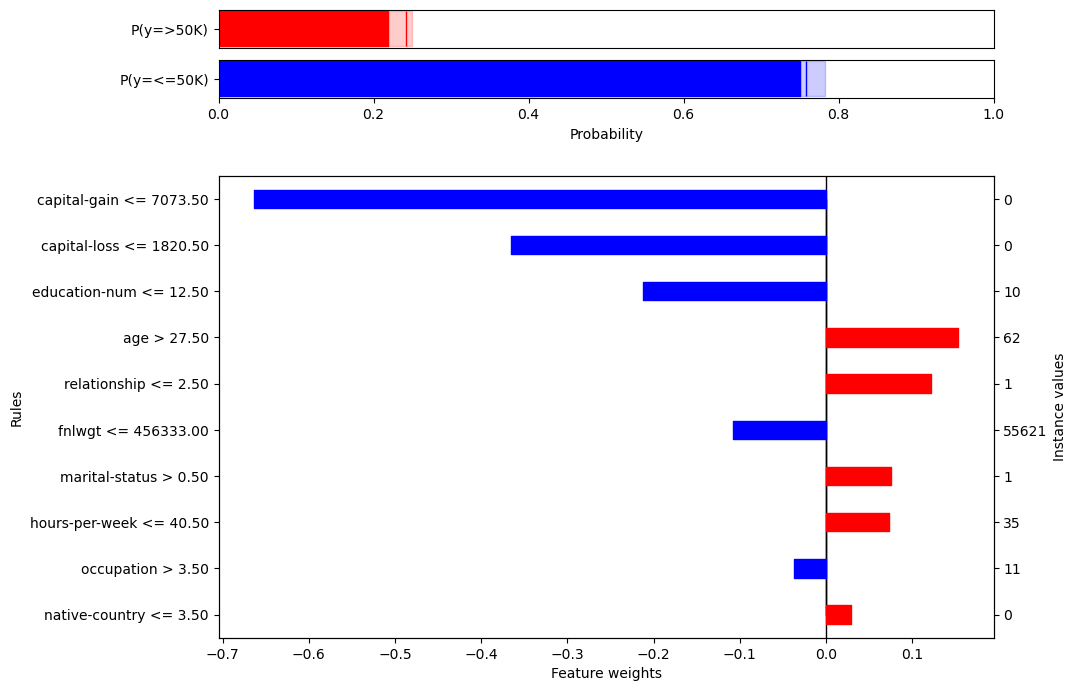 P(y=>50K)
P(y=<=50K)
0.0 0.2 0.4 0.6 0.8 1.0
Probability
capital-gain <= 7073.50 0
capital-loss <= 1820.50 0
education-num <= 12.50 10
age > 27.50 62
relationship <= 2.50 1
fnlwgt <= 456333.00 55621
marital-status > 0.50 1
hours-per-week <= 40.50 35
occupation > 3.50 11
native-country <= 3.50 0
Rules
Instance values
−0.7 −0.6 −0.5 −0.4 −0.3 −0.2 −0.1 0.0 0.1
Feature weights